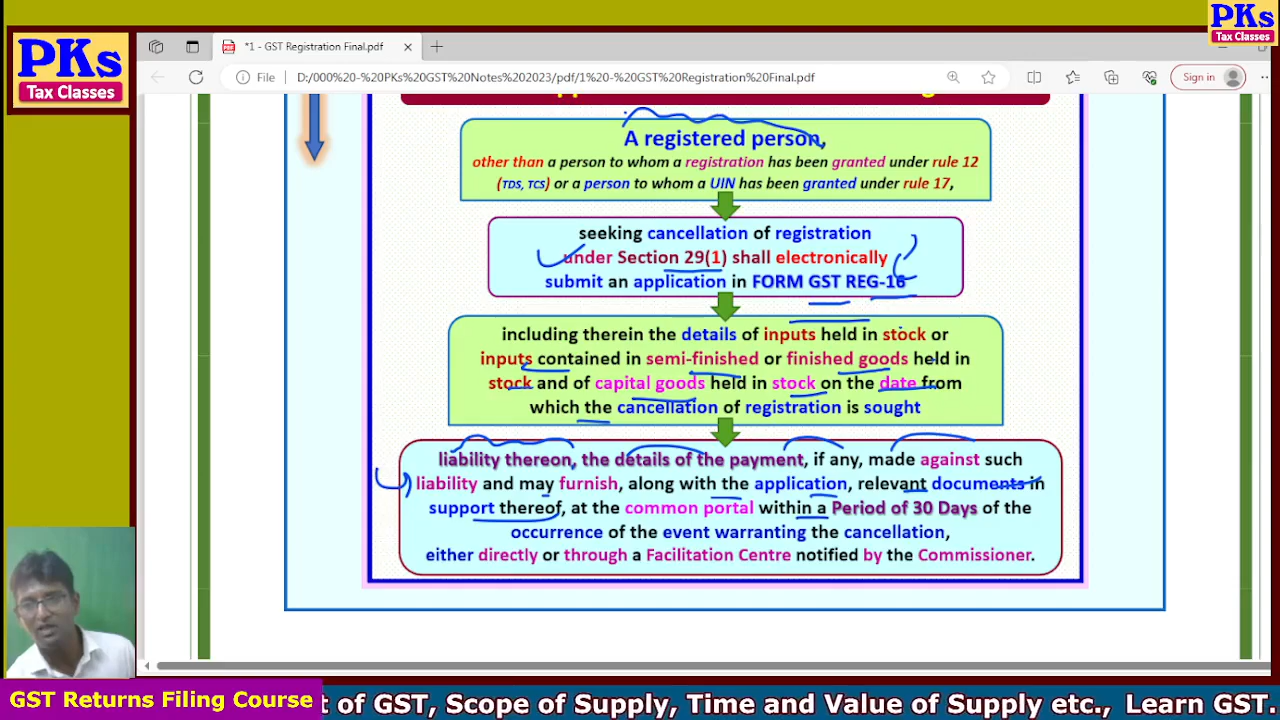 PKs
Tax Classes
PKs
Tax Classes
*1 - GST Registration Final.pdf
File
D:/000%20-%20PKs%20GST%20Notes%202023/pdf/1%20-%20GST%20Registration%20Final.pdf
Sign in
A registered person,
other than a person to whom a registration has been granted under rule 12
(TDS, TCS) or a person to whom a UIN has been granted under rule 17,
seeking cancellation of registration
under Section 29(1) shall electronically
submit an application in FORM GST REG-16
including therein the details of inputs held in stock or
inputs contained in semi-finished or finished goods held in
stock and of capital goods held in stock on the date from
which the cancellation of registration is sought
liability thereon, the details of the payment, if any, made against such
liability and may furnish, along with the application, relevant documents in
support thereof, at the common portal within a Period of 30 Days of the
occurrence of the event warranting the cancellation,
either directly or through a Facilitation Centre notified by the Commissioner.
GST Returns Filing Course
t of GST, Scope of Supply, Time and Value of Supply etc., Learn GST.